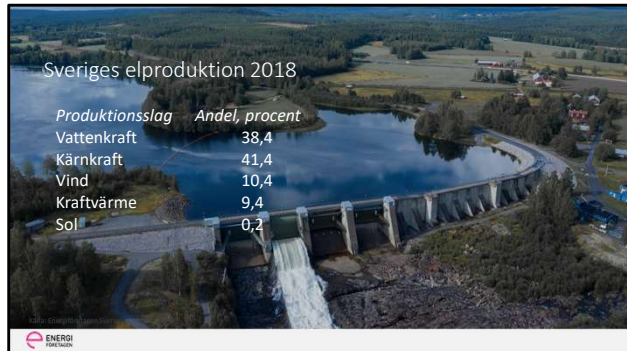 Sveriges elproduktion 2018
Produktionsslag Andel, procent
Vattenkraft 38,4
Kärnkraft 41,4
Vind 10,4
Kraftvärme 9,4
Sol 0,2
ENERGI
FÖRETAGEN